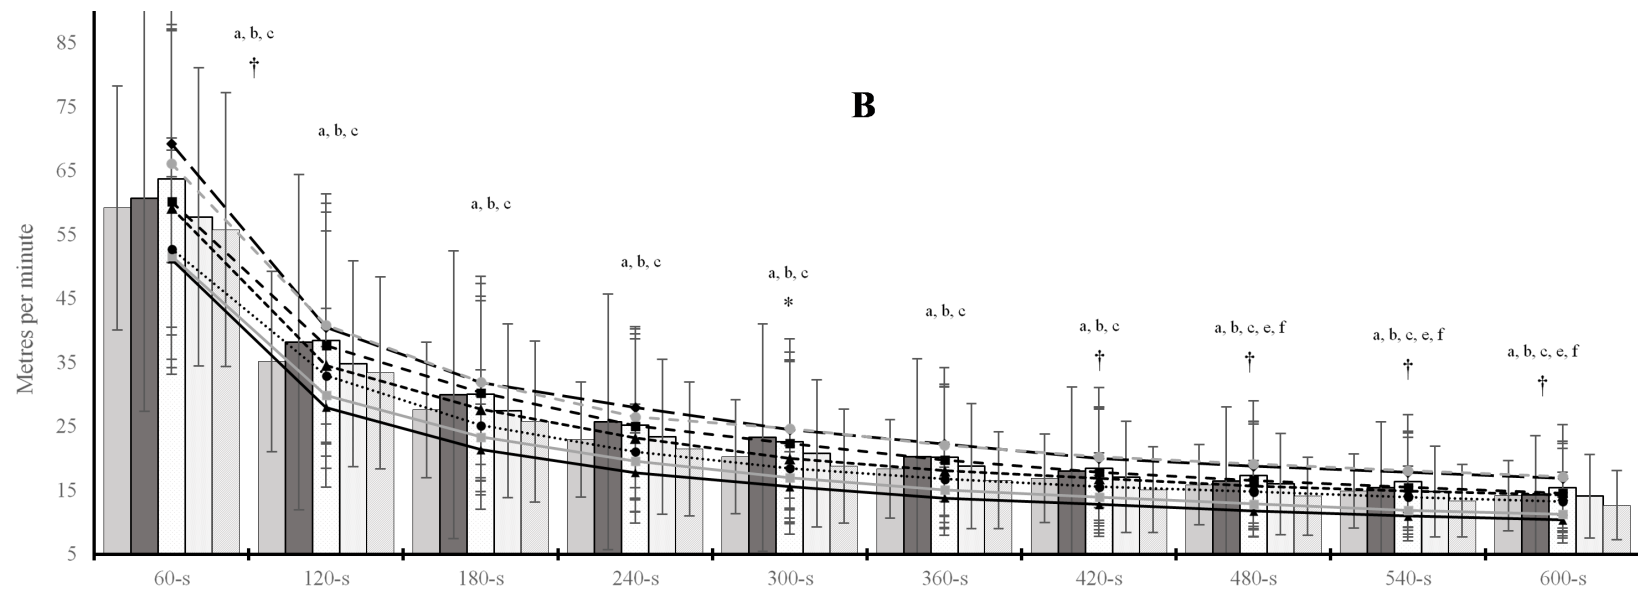 B
Metres per minute
85
75
65
55
45
35
25
15
5
a, b, c
†
a, b, c
a, b, c
a, b, c
a, b, c
*
a, b, c
a, b, c
†
a, b, c, e, f
†
a, b, c, e, f
†
a, b, c, e, f
†
60-s 120-s 180-s 240-s 300-s 360-s 420-s 480-s 540-s 600-s